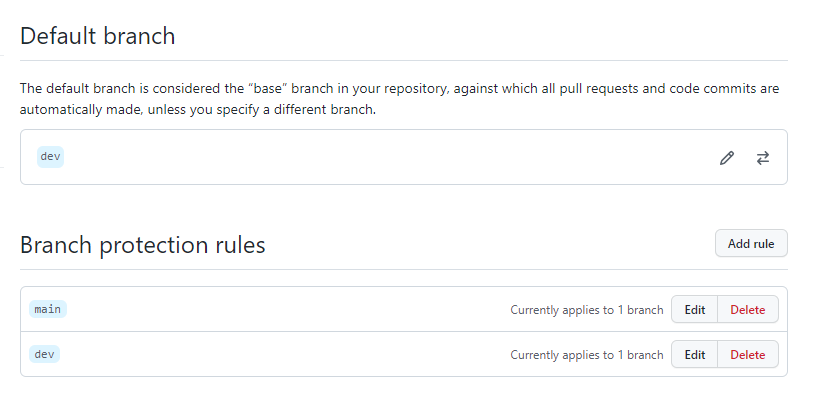 Default branch
The default branch is considered the “base” branch in your repository, against which all pull requests and code commits are
automatically made, unless you specify a different branch.
dev
Branch protection rules
Add rule
main
Currently applies to 1 branch
Edit
Delete
dev
Currently applies to 1 branch
Edit
Delete